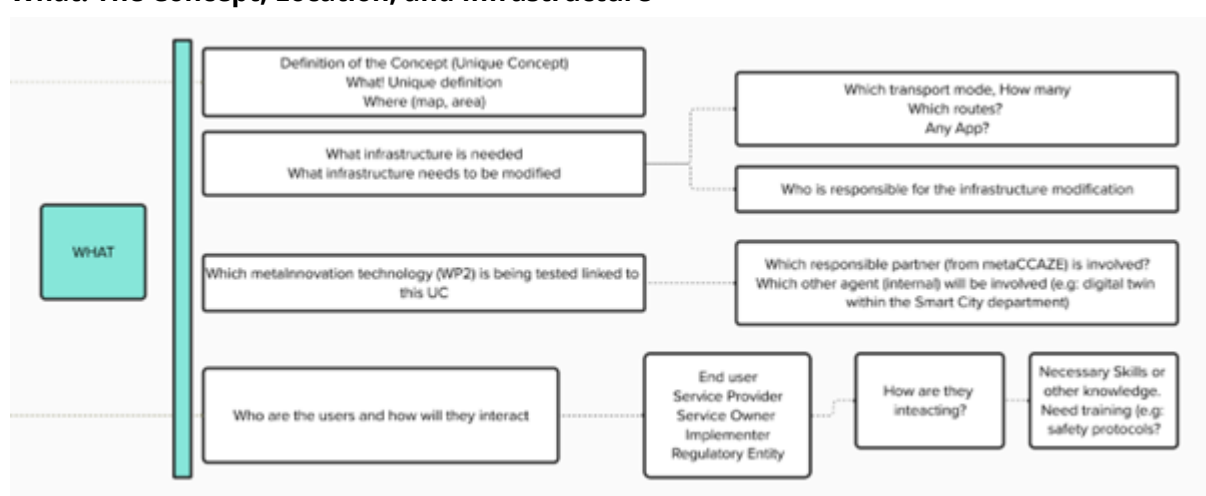 What: The Concept, Location, and Infrastructure
Definition of the Concept (Unique Concept)
What! Unique definition
Where (map, area)
Which transport mode, How many
Which routes?
Any App?
What infrastructure is needed
What infrastructure needs to be modified
Who is responsible for the infrastructure modification
WHAT
Which metaInnovation technology (WP2) is being tested linked to
this UC
Which responsible partner (from metaCCAZE) is involved?
Which other agent (internal) will be involved (e.g: digital twin
within the Smart City department)
Who are the users and how will they interact
End user
Service Provider
Service Owner
Implementer
Regulatory Entity
How are they
inteacting?
Necessary Skills or
other knowledge.
Need training (e.g:
safety protocols?